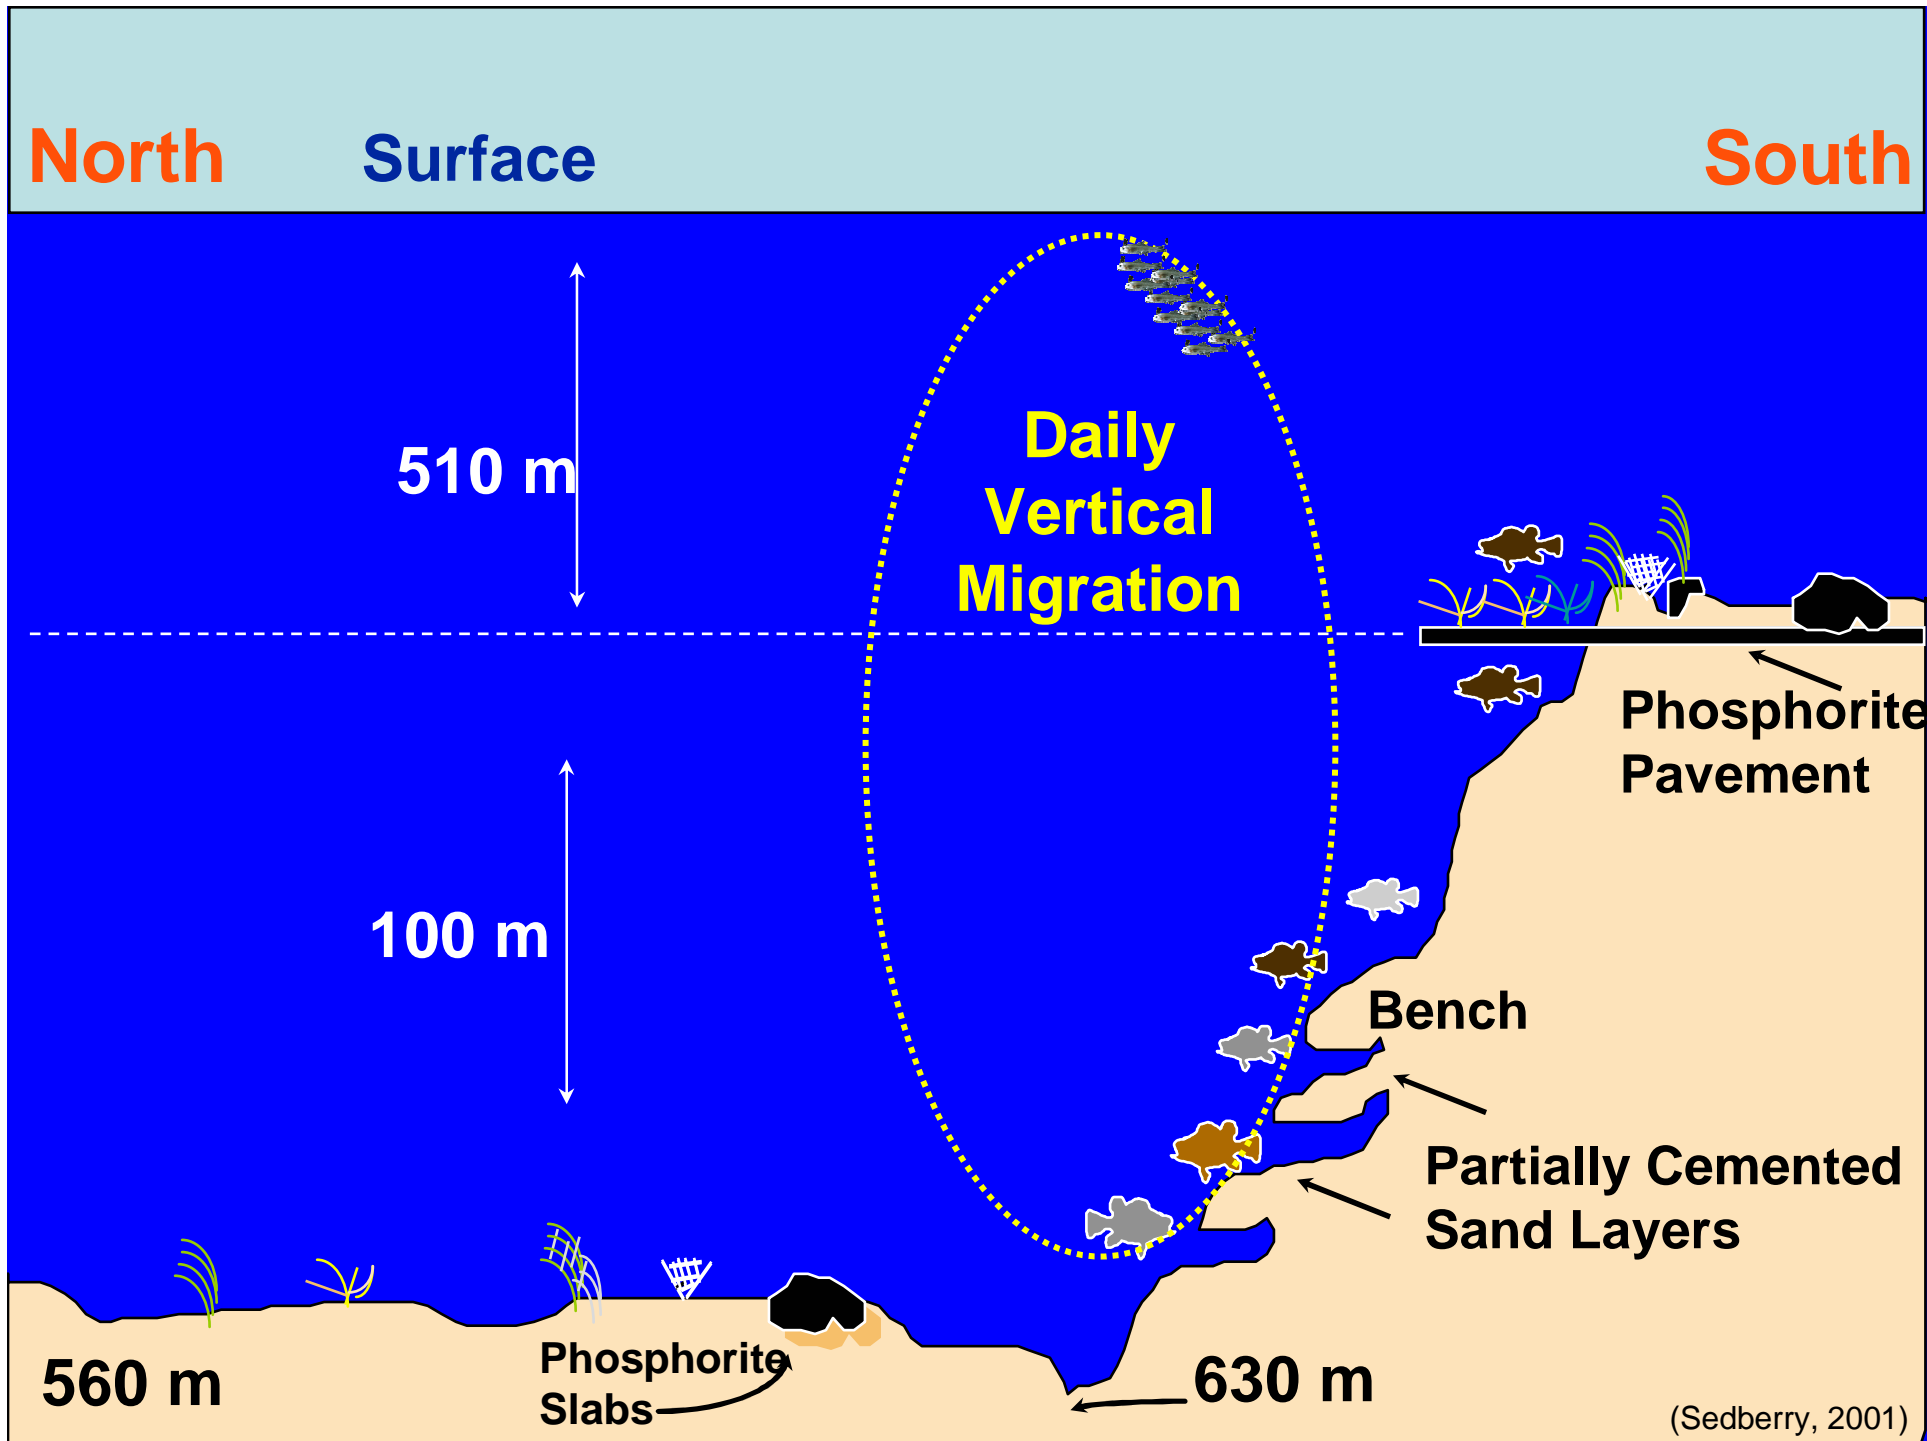 North
Surface
South
Daily
Vertical
Migration
510 m
Phosphorite
Pavement
100 m
Bench
Partially Cemented
Sand Layers
Phosphorite
Slabs
560 m
630 m
(Sedberry, 2001)